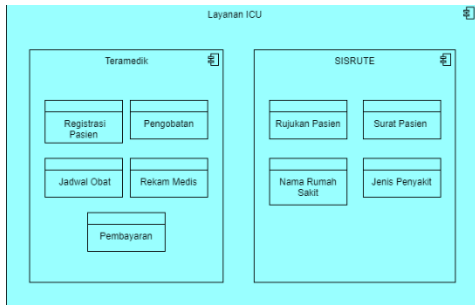 Layanan ICU
Teramedik
SISRUTE
Registrasi
Pasien
Pengobatan
Rujukan Pasien
Surat Pasien
Jadwal Obat
Rekam Medis
Nama Rumah
Sakit
Jenis Penyakit
Pembayaran